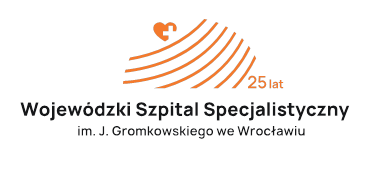 25 lat
Wojewódzki Szpital Specjalistyczny
im. J. Gromkowskiego we Wrocławiu